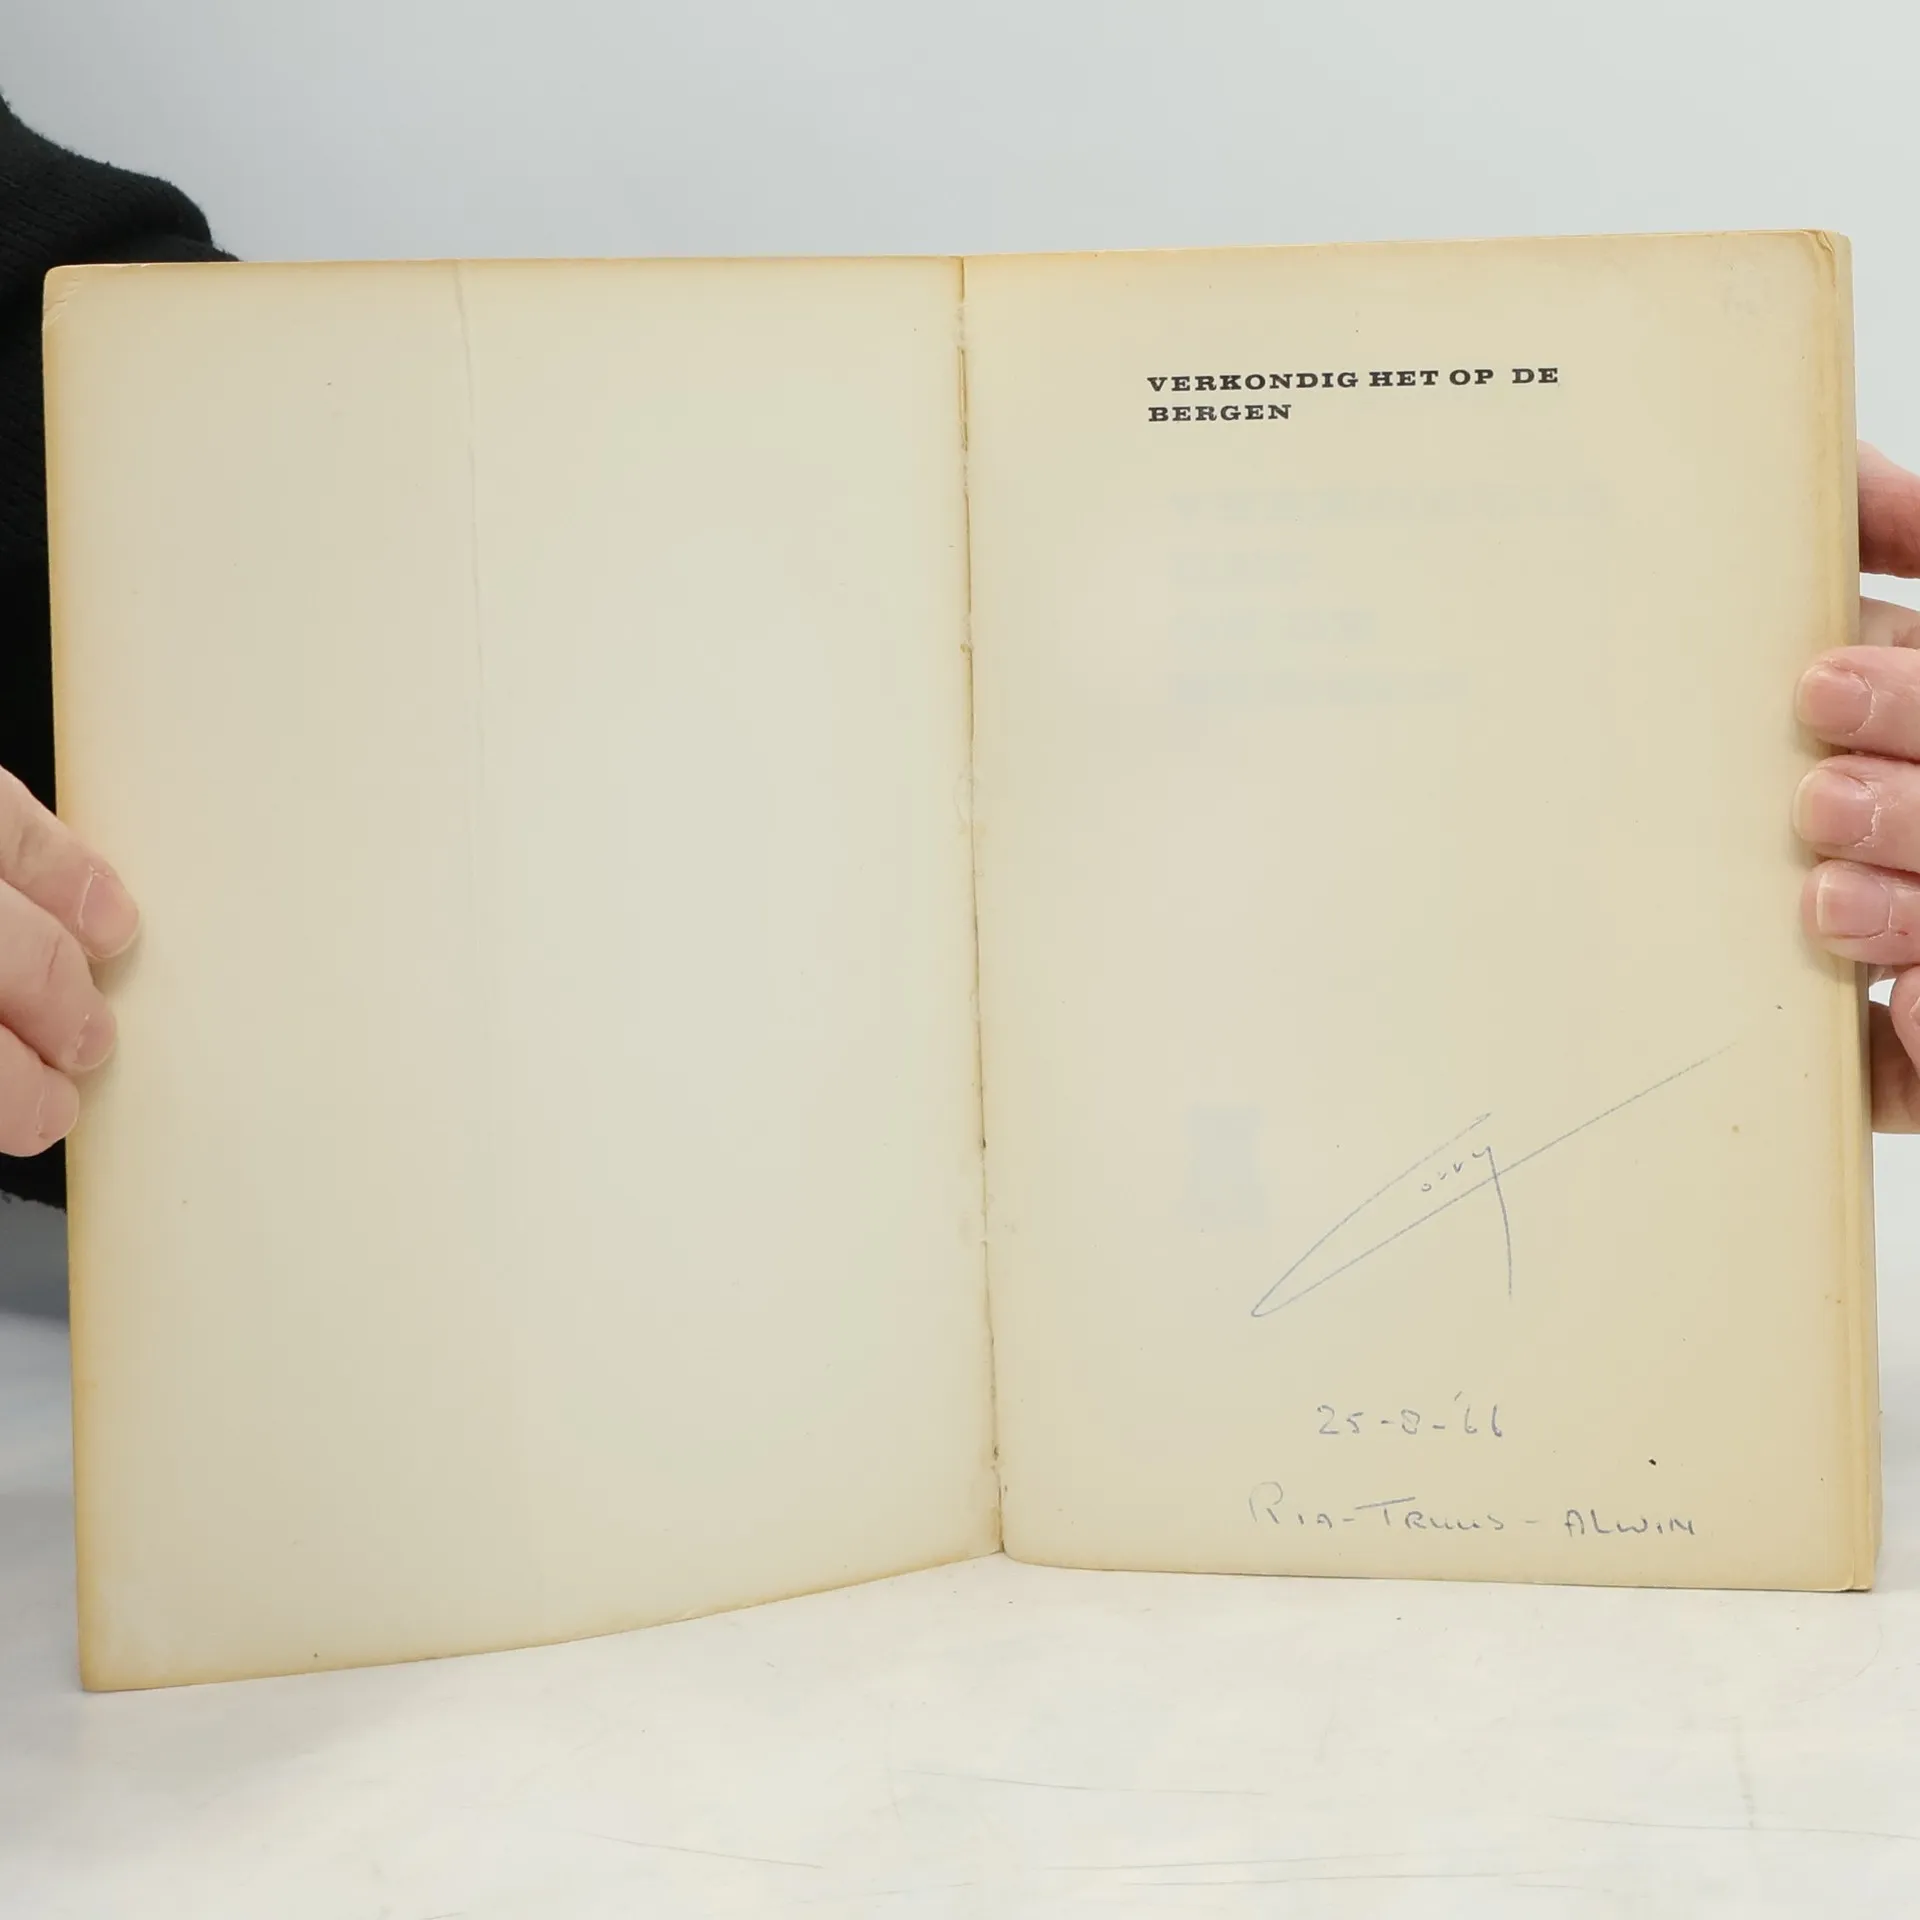 VERKONDIG HET OP DE
BERGEN
25-8-'66
RIA-TRUUS-ALWIN